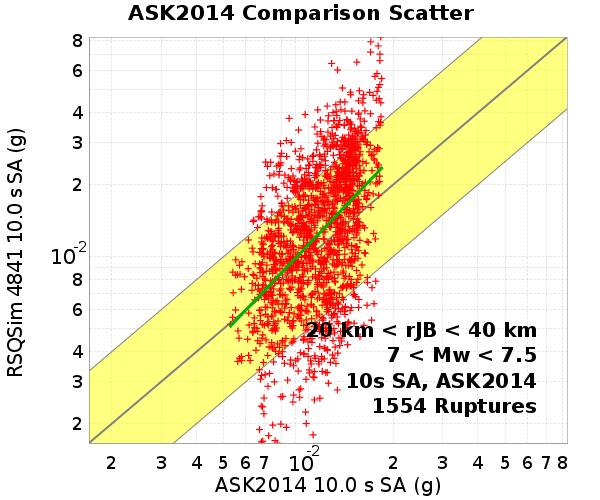 ASK2014 Comparison Scatter
8
6
4
3
2
10-2
8
6
4
3
2
RSQSim 4841 10.0 s SA (g)
20 km < rJB < 40 km
7 < Mw < 7.5
10s SA, ASK2014
1554 Ruptures
2 3 4 5 6 7 10-2 2 3 4 5 6 7 8
ASK2014 10.0 s SA (g)